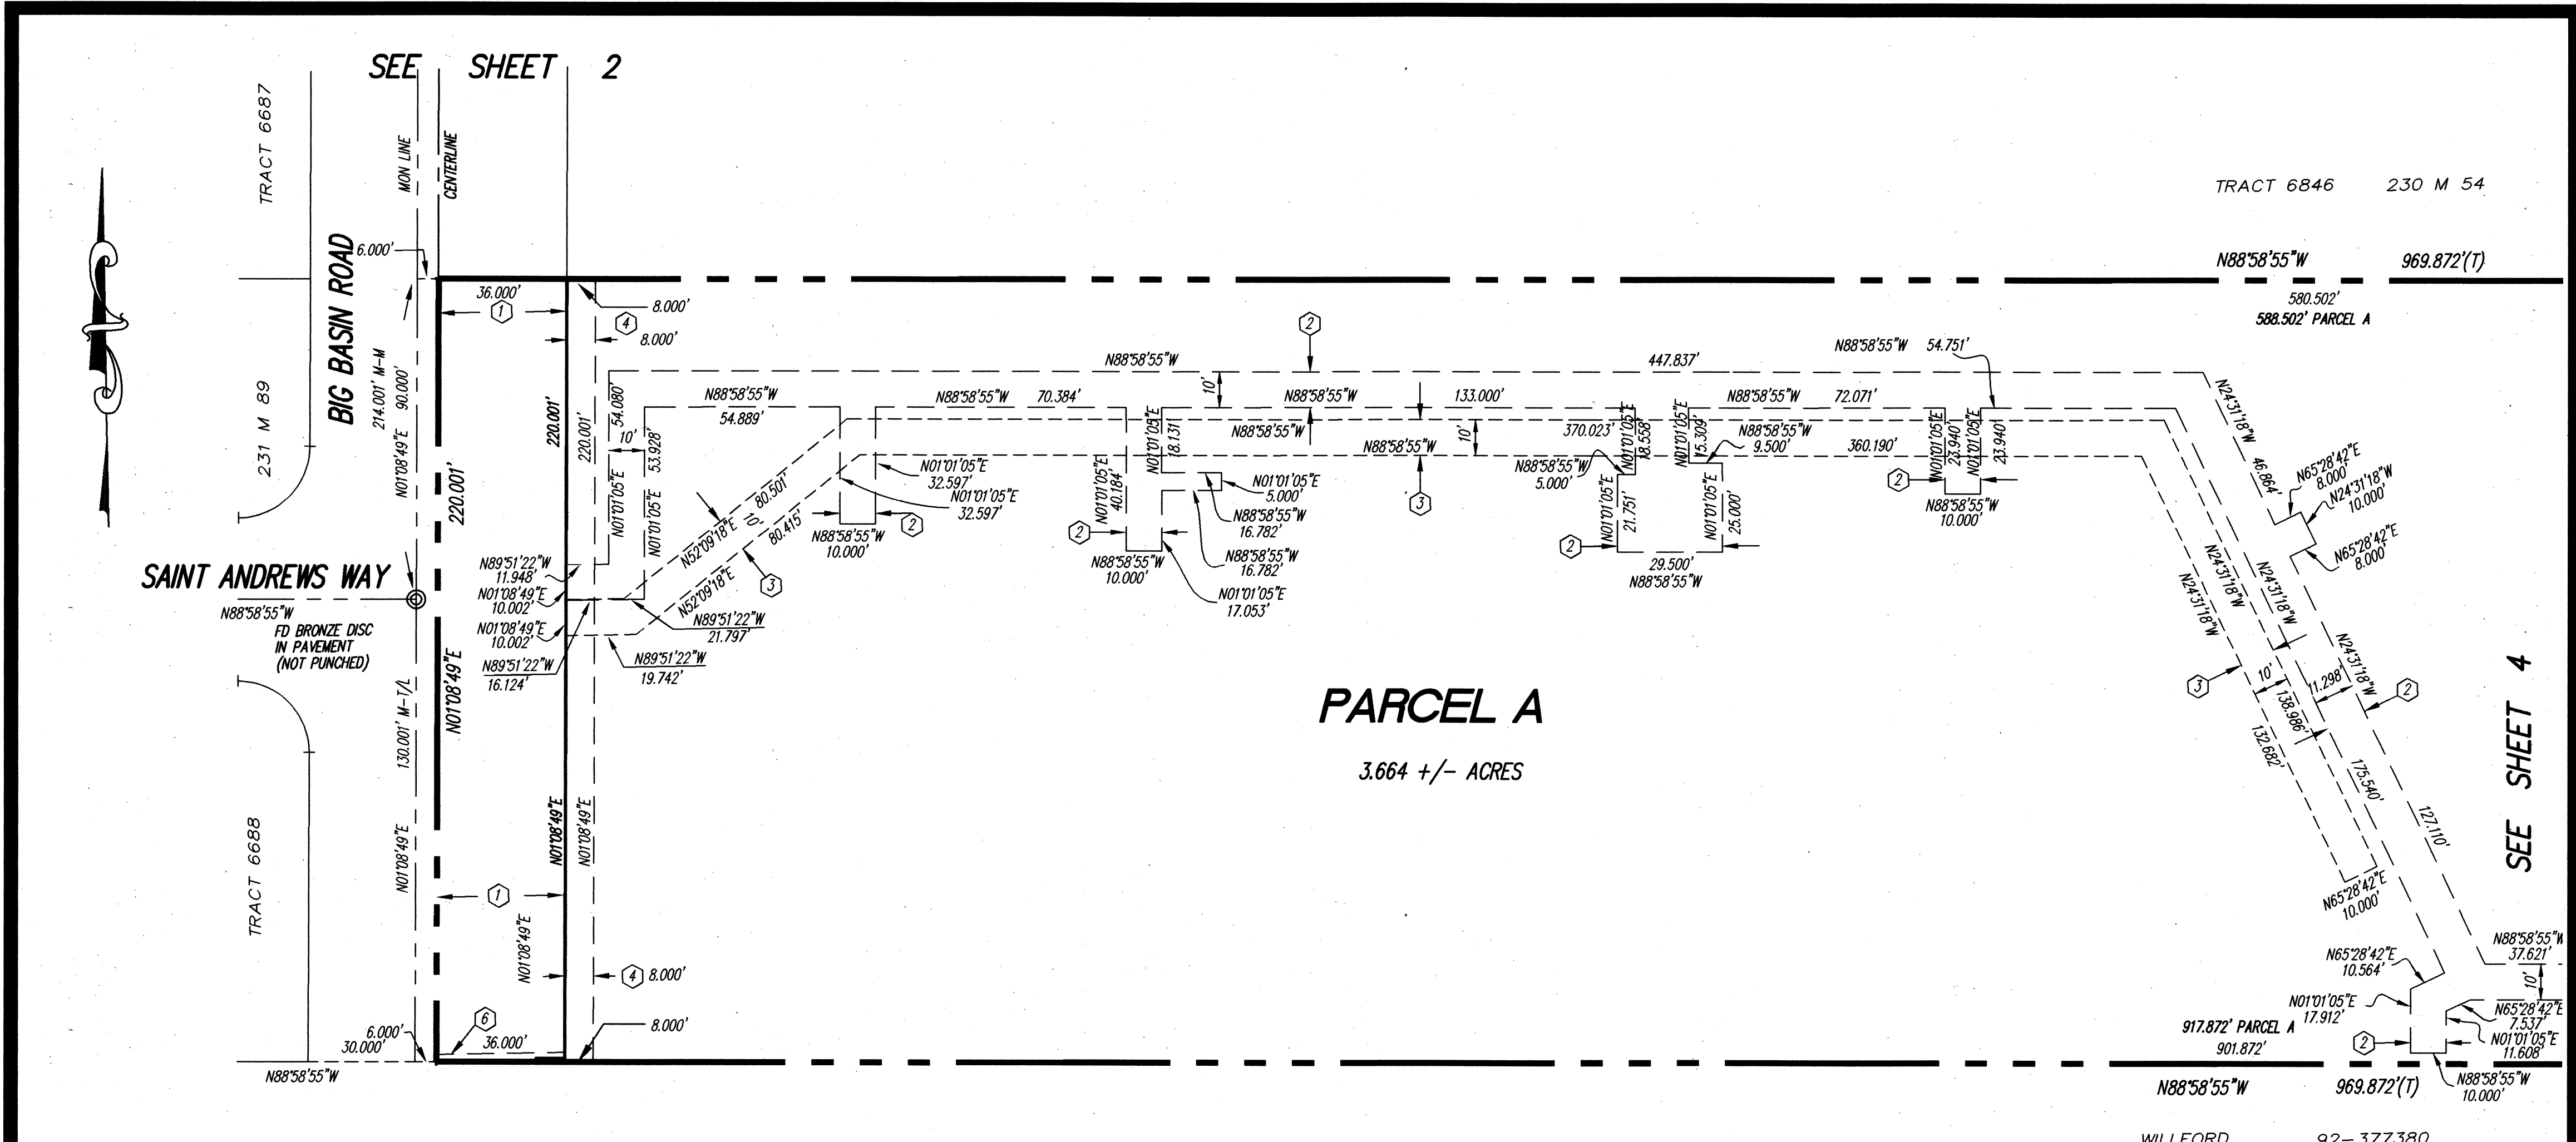 SEE SHEET 2
TRACT 6687
MON LINE
CENTERLINE
TRACT 6846 230 M 54
BIG BASIN ROAD
6.000'
N88°58'55"W 969.872'(T)
580.502'
588.502' PARCEL A
36.000'
1
8.000'
4
8.000'
2
231 M 89
214.001' M-M
N01°08'49"E 90.000'
220.001'
220.001'
220.001'
54.080'
N01°01'05"E
10'
53.928'
N01°01'05"E
N88°58'55"W
54.889'
N88°58'55"W 447.837'
N88°58'55"W 54.751'
N88°58'55"W 70.384'
10'
N88°58'55"W 133.000'
N88°58'55"W 72.071'
N88°58'55"W
N88°58'55"W
10'
370.023'
360.190'
N52°09'18"E 80.501'
10'
N52°09'18"E
80.415'
3
N01°01'05"E
32.597'
N01°01'05"E
32.597'
N88°58'55"W
10.000'
2
N01°01'05"E
18.131'
N01°01'05"E
40.184'
N01°01'05"E
5.000'
N88°58'55"W
16.782'
N88°58'55"W
16.782'
2
N88°58'55"W
10.000'
N01°01'05"E
17.053'
3
N88°58'55"W
5.000'
N01°01'05"E
18.558'
N01°01'05"E
15.309'
N88°58'55"W
9.500'
N01°01'05"E
21.751'
N01°01'05"E
25.000'
2
29.500'
N88°58'55"W
N01°01'05"E
23.940'
N01°01'05"E
23.940'
2
N88°58'55"W
10.000'
N24°31'18"W
46.864'
N65°28'42"E
8.000'
N24°31'18"W
10.000'
N65°28'42"E
8.000'
SAINT ANDREWS WAY
N88°58'55"W
FD BRONZE DISC
IN PAVEMENT
(NOT PUNCHED)
N89°51'22"W
11.948'
N01°08'49"E
10.002'
N01°08'49"E
10.002'
N89°51'22"W
16.124'
N89°51'22"W
21.797'
N89°51'22"W
19.742'
PARCEL A
3.664 +/- ACRES
N24°31'18"W
N24°31'18"W
N24°31'18"W
N24°31'18"W
3
10'
11.298'
2
138.986'
132.682'
175.540'
127.110'
N65°28'42"E
10.000'
SEE SHEET 4
130.001' M-T/L
N01°08'49"E
N01°08'49"E
N01°08'49"E
N01°08'49"E
N01°08'49"E
TRACT 6688
1
4
8.000'
6
8.000'
6.000'
30.000'
36.000'
N88°58'55"W
N88°58'55"W
37.621'
10'
N65°28'42"E
10.564'
N01°01'05"E
17.912'
N65°28'42"E
7.537'
N01°01'05"E
11.608'
917.872' PARCEL A
901.872'
2
N88°58'55"W 969.872'(T)
N88°58'55"W
10.000'
WILLFORD 92-377380